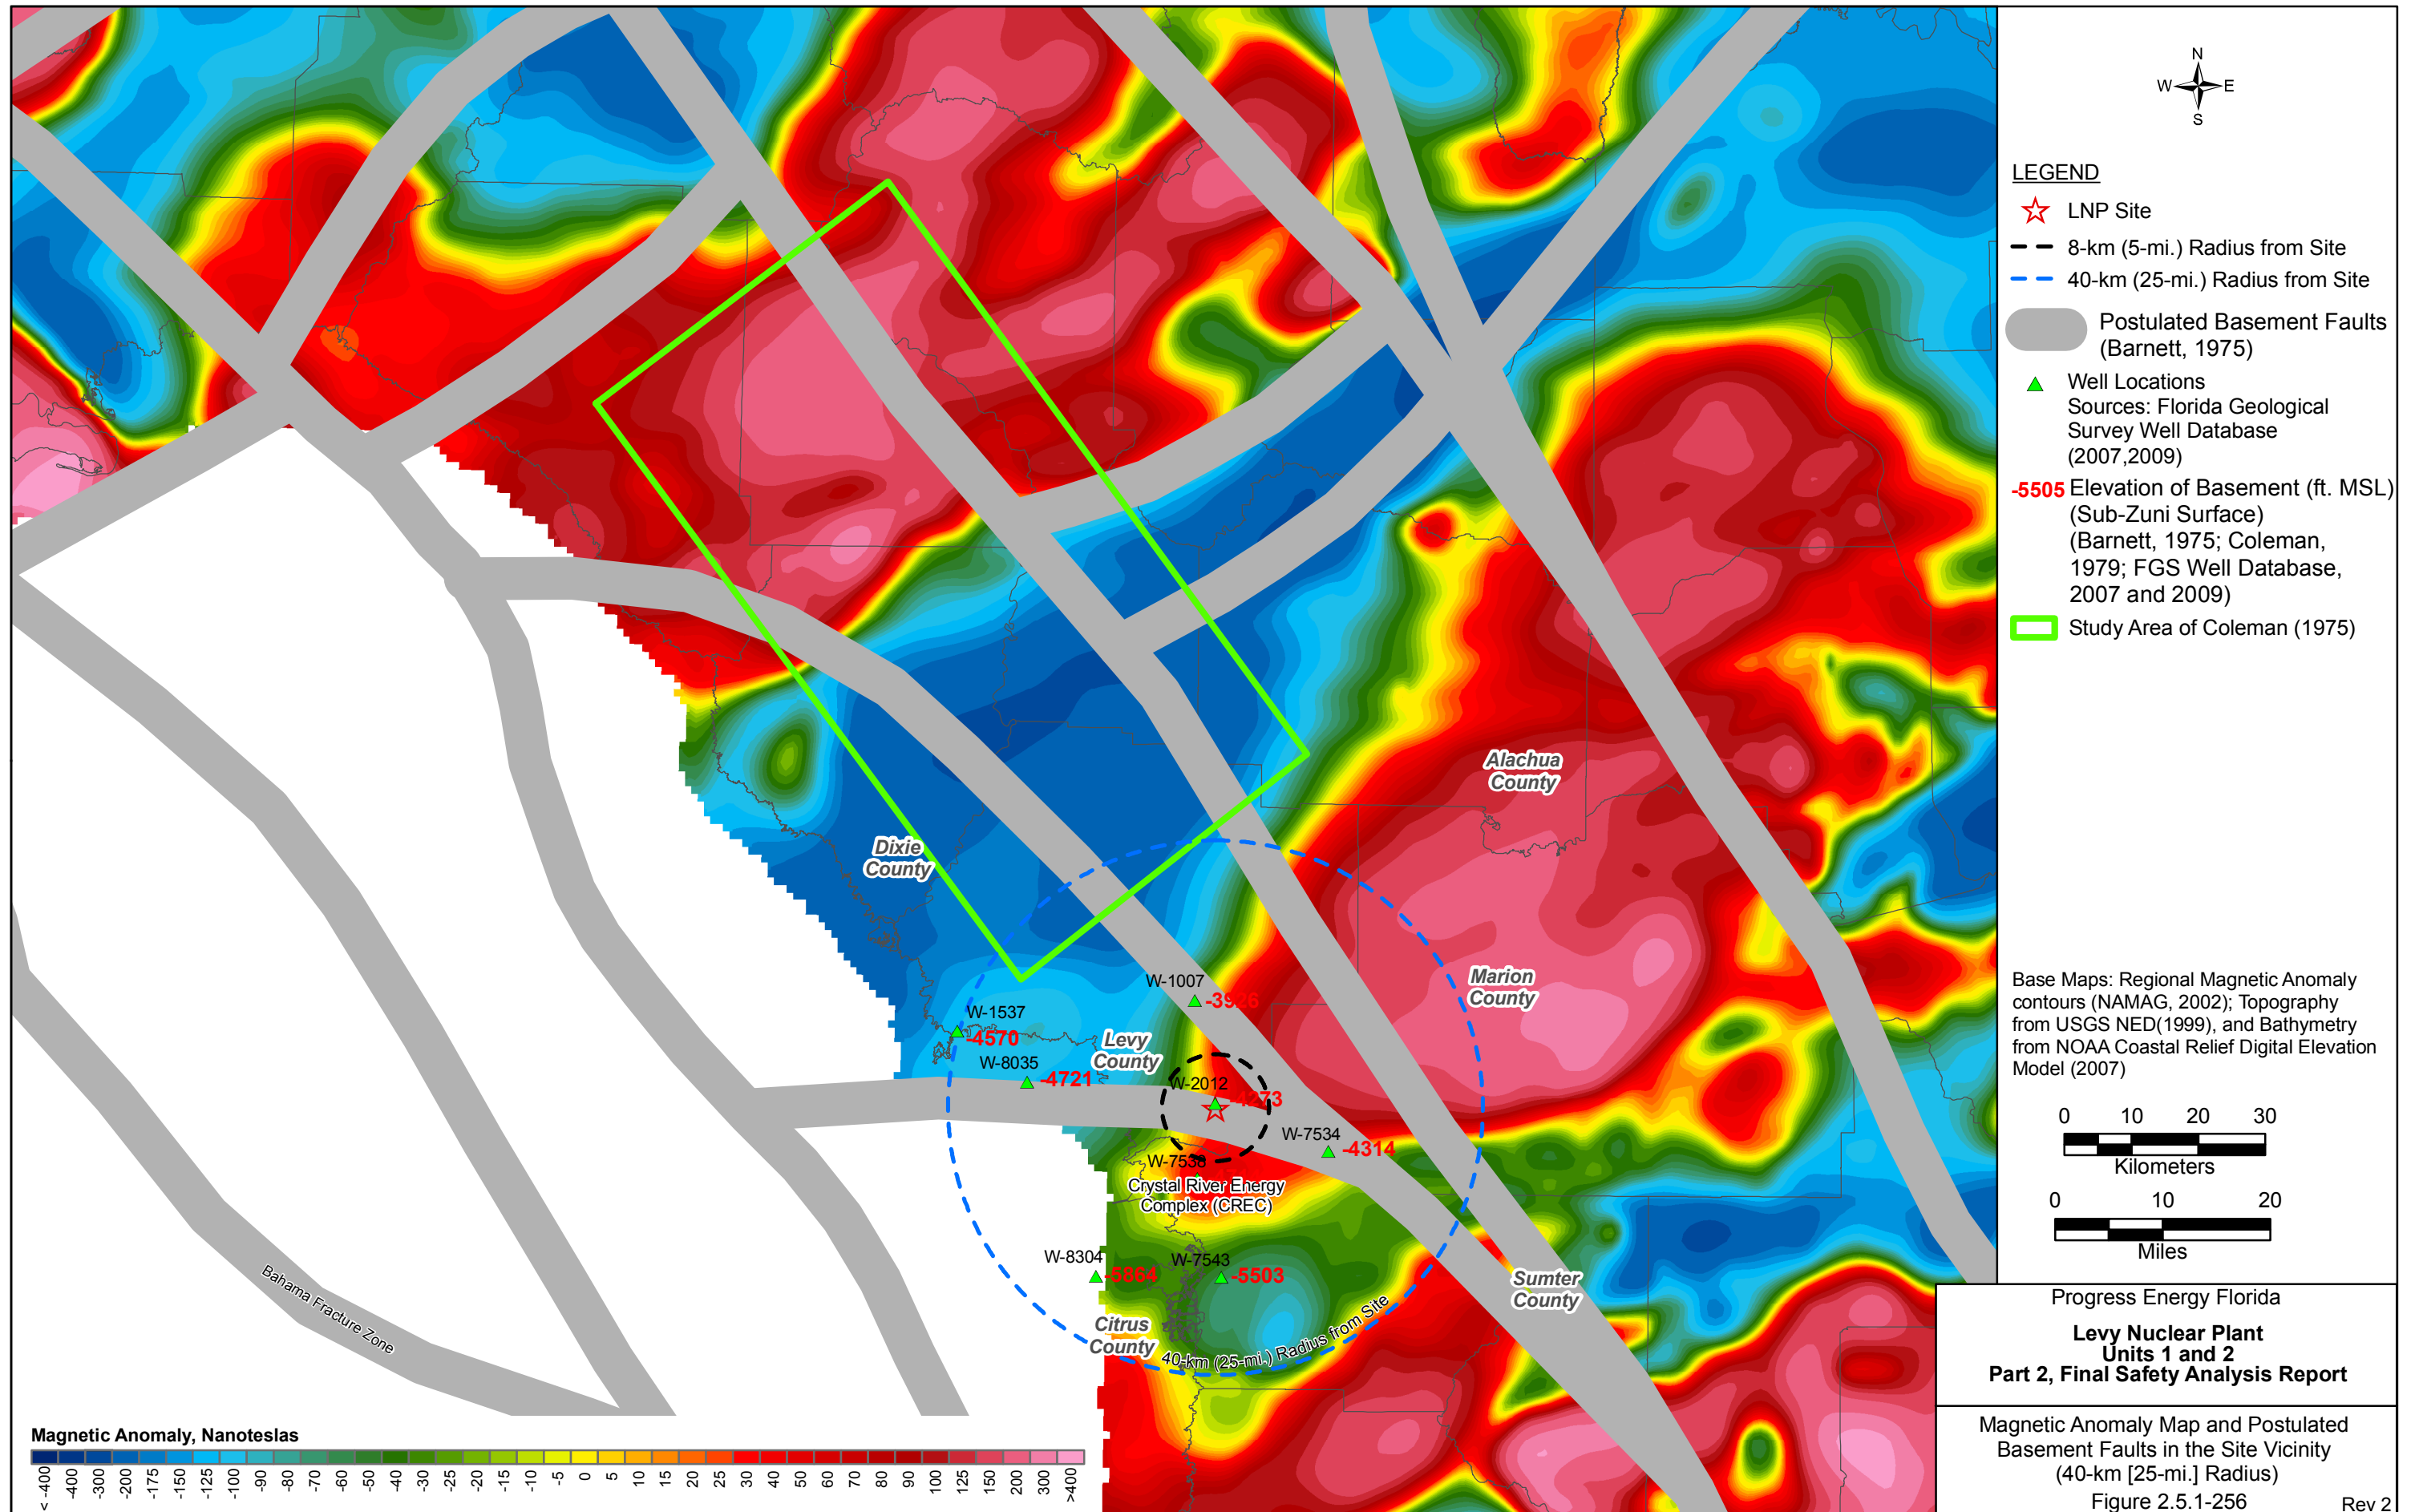 N
W E
S
LEGEND
LNP Site
8-km (5-mi.) Radius from Site
40-km (25-mi.) Radius from Site
Postulated Basement Faults
(Barnett, 1975)
Well Locations
Sources: Florida Geological
Survey Well Database
(2007,2009)
-5505 Elevation of Basement (ft. MSL)
(Sub-Zuni Surface)
(Barnett, 1975; Coleman,
1979; FGS Well Database,
2007 and 2009)
Study Area of Coleman (1975)
Alachua
County
Dixie
County
Marion
County
W-1007
-3926
W-1537
-4570
Levy
County
W-8035
-4721
W-2012
-4273
W-7534
-4314
W-7538
Crystal River Energy
Complex (CREC)
W-8304
-5864
W-7543
-5503
Sumter
County
Citrus
County
40-km (25-mi.) Radius from Site
Bahama Fracture Zone
Base Maps: Regional Magnetic Anomaly
contours (NAMAG, 2002); Topography
from USGS NED(1999), and Bathymetry
from NOAA Coastal Relief Digital Elevation
Model (2007)
0 10 20 30
Kilometers
0 10 20
Miles
Progress Energy Florida
Levy Nuclear Plant
Units 1 and 2
Part 2, Final Safety Analysis Report
Magnetic Anomaly Map and Postulated
Basement Faults in the Site Vicinity
(40-km [25-mi.] Radius)
Figure 2.5.1-256
Rev 2
Magnetic Anomaly, Nanoteslas
< -400 -400 -300 -200 -175 -150 -125 -100 -90 -80 -70 -60 -50 -40 -30 -25 -20 -15 -10 -5 0 5 10 15 20 25 30 40 50 60 70 80 90 100 125 150 200 300 >400